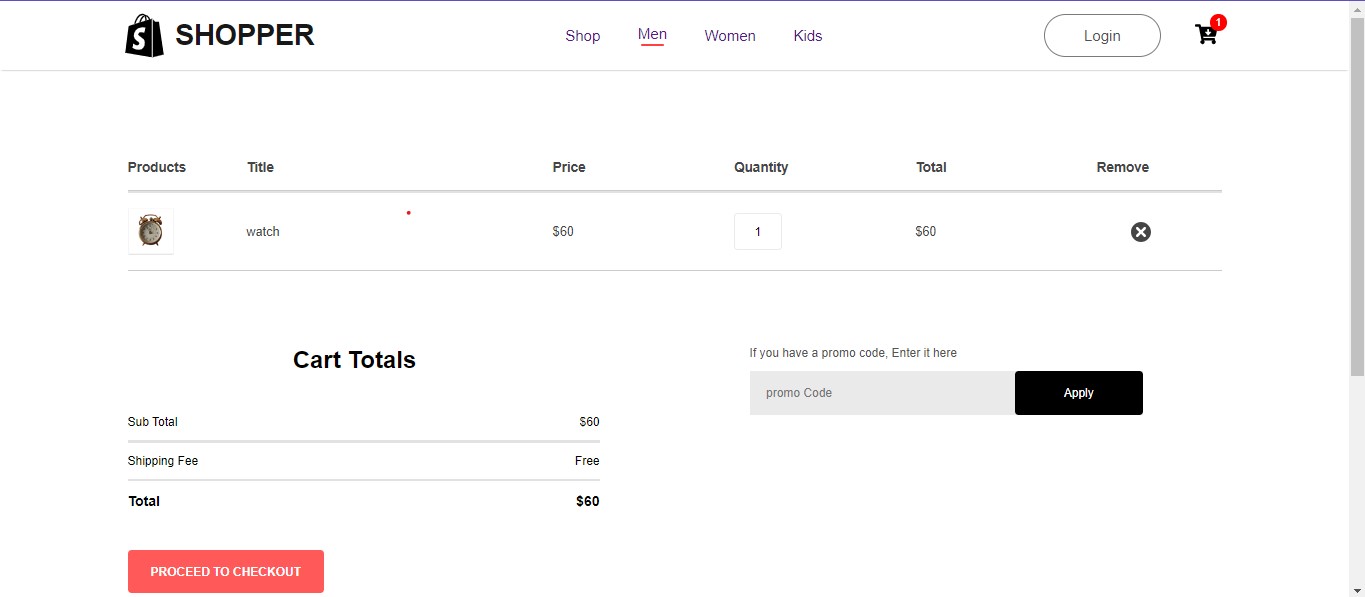 SHOPPER Shop Men Women Kids Login 1
Products Title Price Quantity Total Remove
watch $60 1 $60
Cart Totals
If you have a promo code, Enter it here
promo Code Apply
Sub Total $60
Shipping Fee Free
Total $60
PROCEED TO CHECKOUT